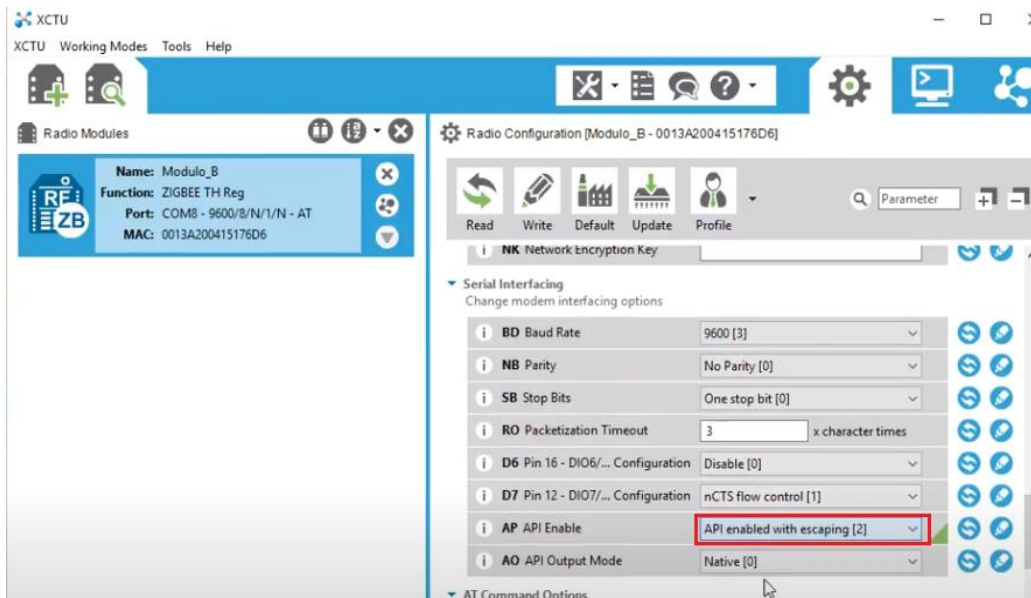 XCTU
XCTU Working Modes Tools Help
Radio Modules
Name: Modulo_B
Function: ZIGBEE TH Reg
Port: COM8 - 9600/8/N/1/N - AT
MAC: 0013A200415176D6
RF
ZB
Radio Configuration [Modulo_B - 0013A200415176D6]
Read Write Default Update Profile
Parameter
NK Network Encryption Key
Serial Interfacing
Change modem interfacing options
i BD Baud Rate 9600 [3]
i NB Parity No Parity [0]
i SB Stop Bits One stop bit [0]
i RO Packetization Timeout 3 x character times
i D6 Pin 16 - DIO6/... Configuration Disable [0]
i D7 Pin 12 - DIO7/... Configuration nCTS flow control [1]
i AP API Enable API enabled with escaping [2]
i AO API Output Mode Native [0]
AT Command Options